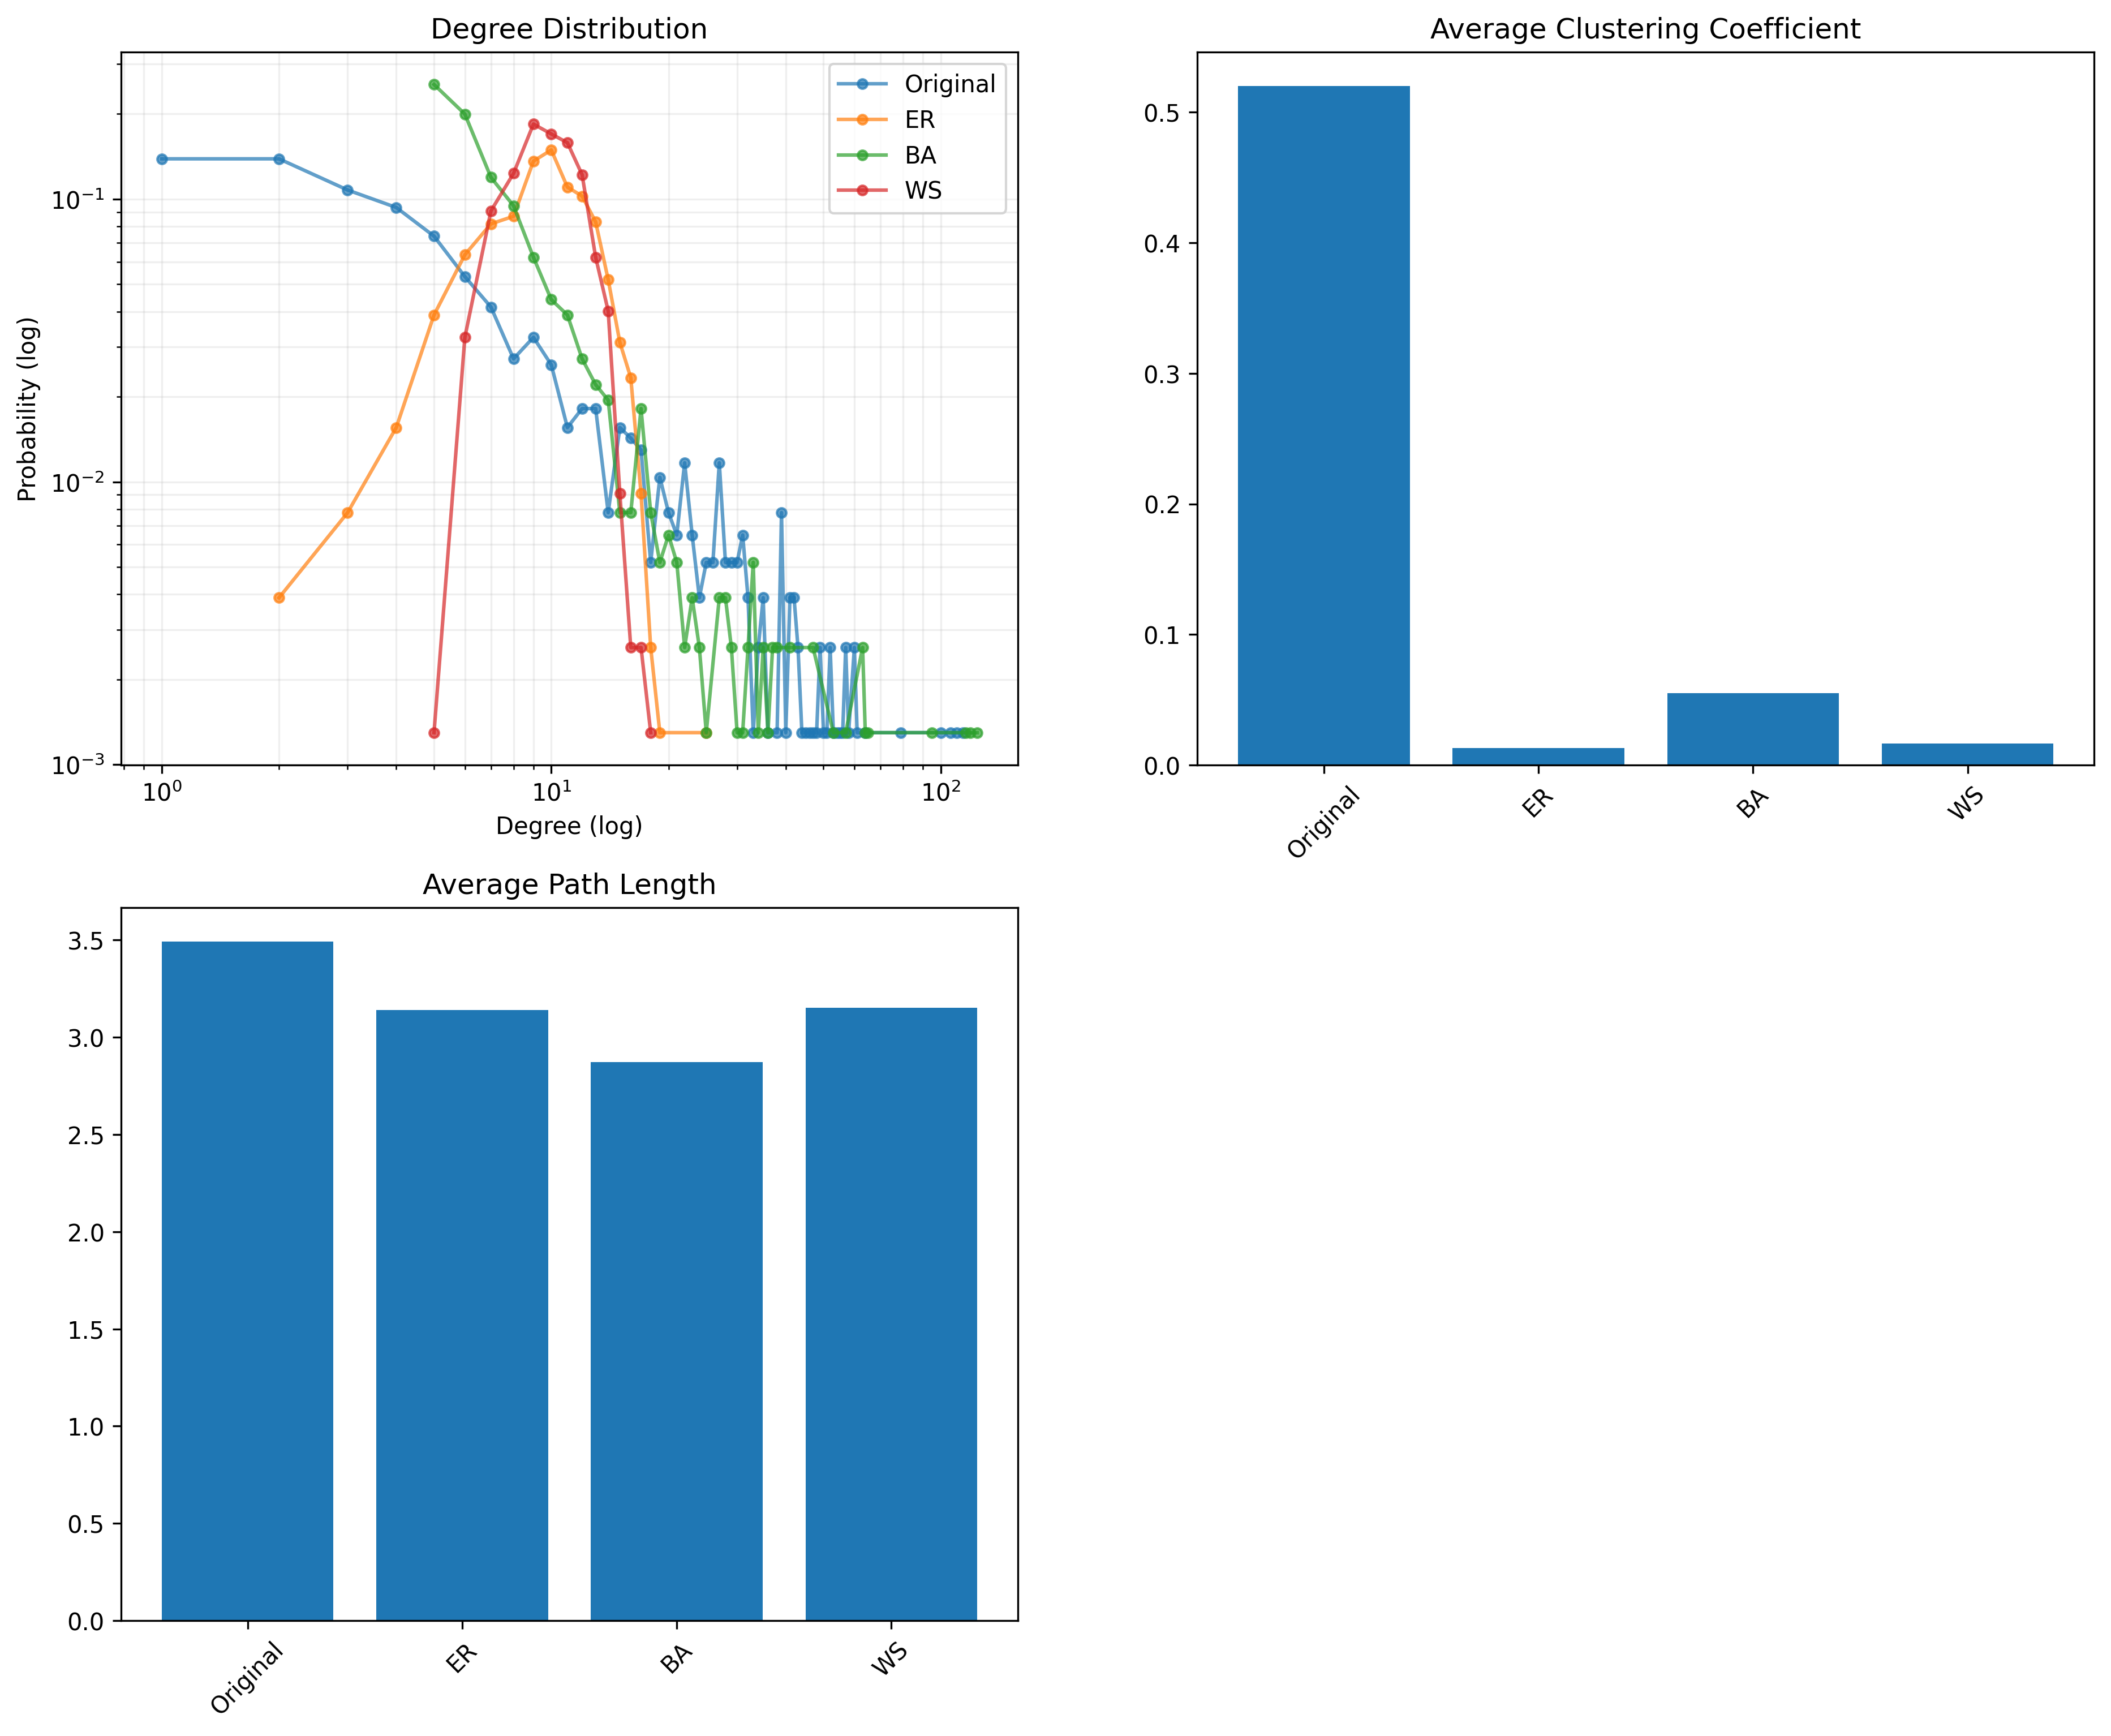 Degree Distribution
Probability (log)
10⁻¹
10⁻²
10⁻³
10⁰
10¹
10²
Degree (log)
Original
ER
BA
WS
Average Clustering Coefficient
0.5
0.4
0.3
0.2
0.1
0.0
Original
ER
BA
WS
Average Path Length
3.5
3.0
2.5
2.0
1.5
1.0
0.5
0.0
Original
ER
BA
WS